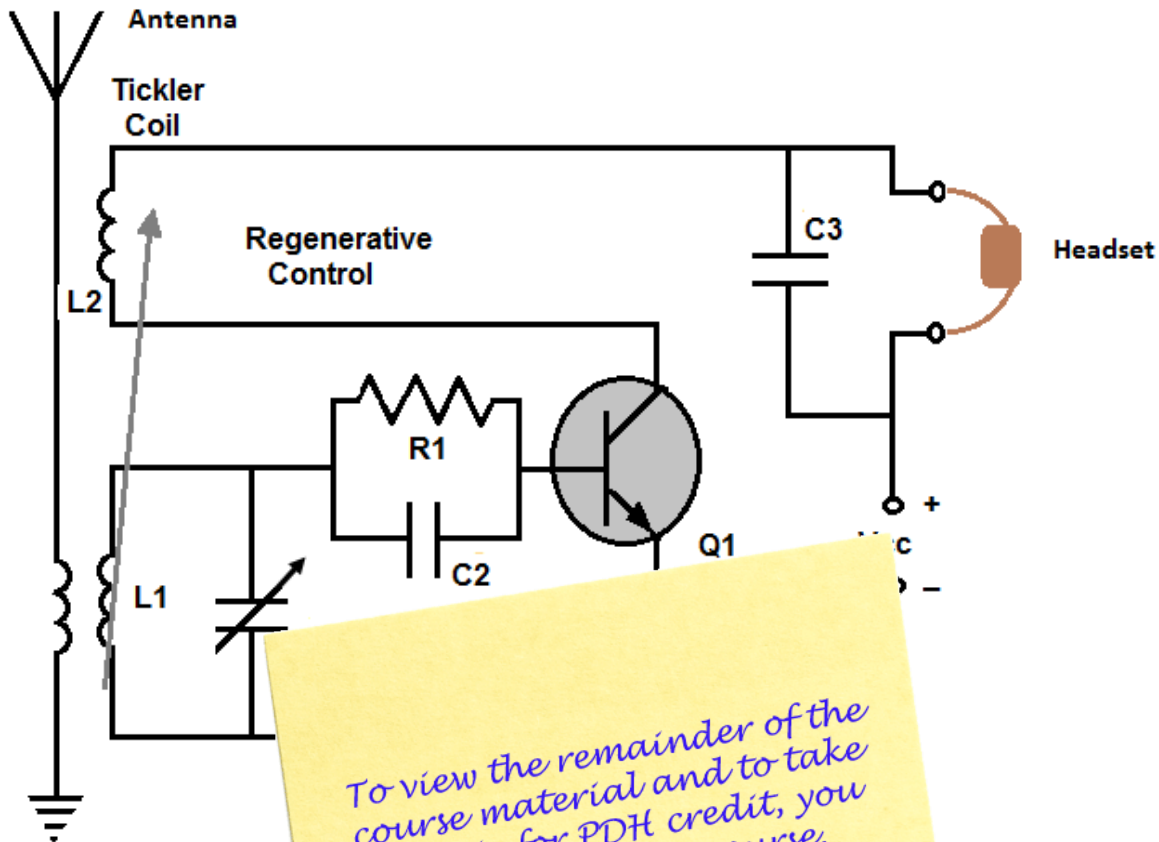 Antenna
Tickler
Coil
Regenerative
Control
C3
Headset
L2
R1
+
Q1
C2
L1
–
To view the remainder of the
course material and to take
for PDH credit, you
course.